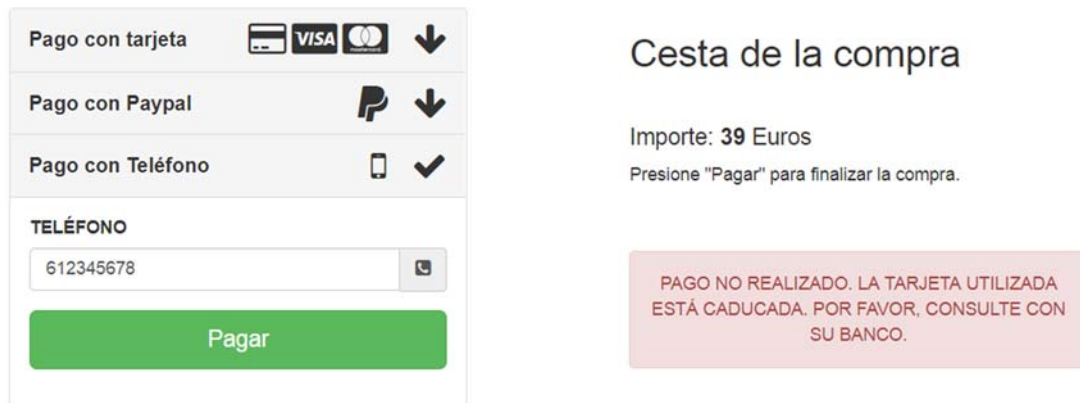 Pago con tarjeta VISA
Pago con Paypal
Pago con Teléfono
TELÉFONO
612345678
Pagar
Cesta de la compra
Importe: 39 Euros
Presione "Pagar" para finalizar la compra.
PAGO NO REALIZADO. LA TARJETA UTILIZADA
ESTÁ CADUCADA. POR FAVOR, CONSULTE CON
SU BANCO.